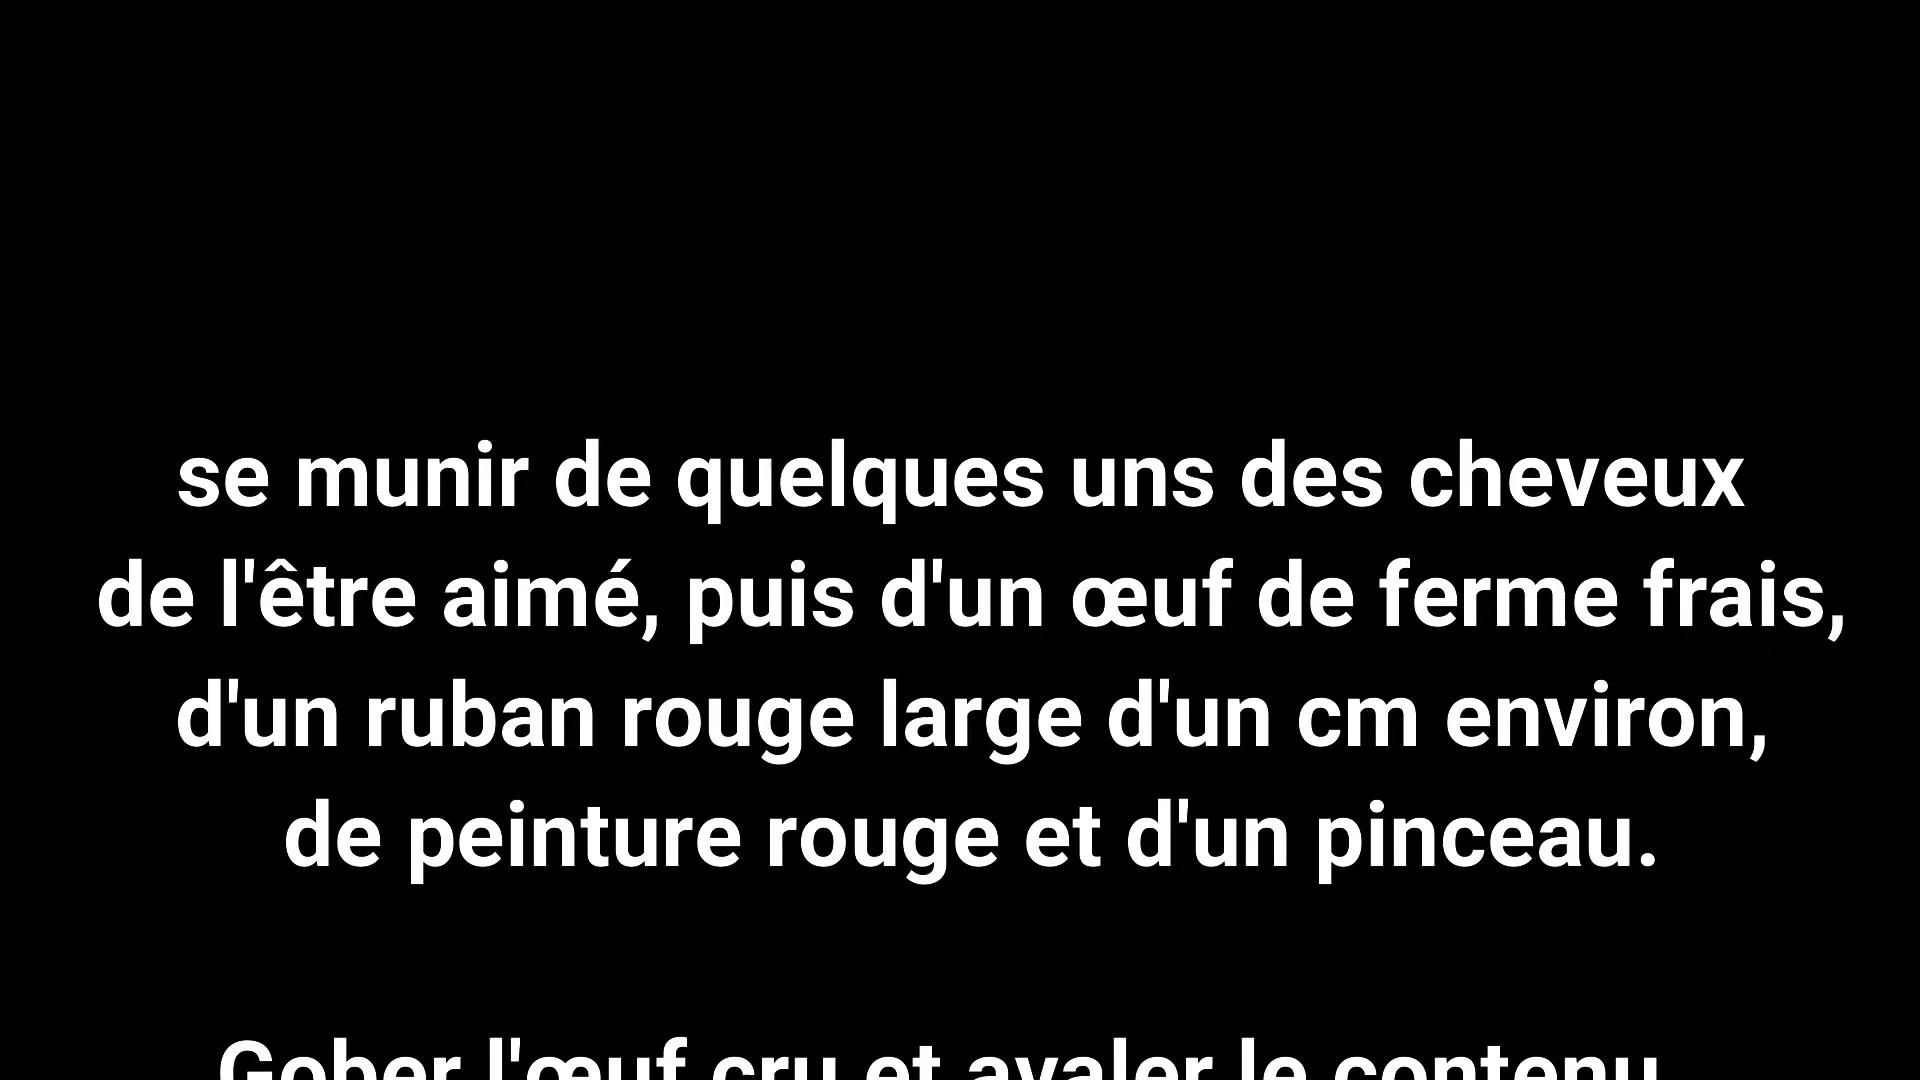 se munir de quelques uns des cheveux
de l'être aimé, puis d'un œuf de ferme frais,
d'un ruban rouge large d'un cm environ,
de peinture rouge et d'un pinceau.
Gober l'œuf cru et avaler le contenu